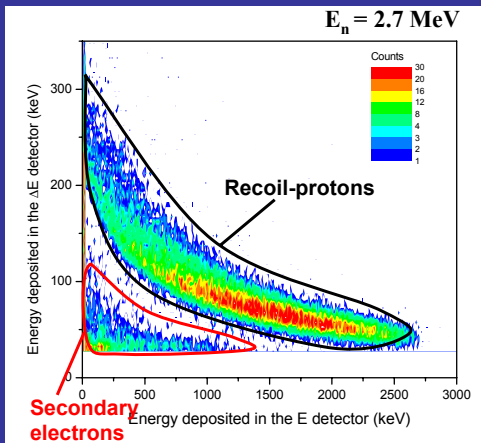 E_n = 2.7 MeV
Counts
30
20
16
12
8
4
3
2
1
300
200
100
0
Energy deposited in the ΔE detector (keV)
Recoil-protons
0 500 1000 1500 2000 2500 3000
Secondary
electrons
Energy deposited in the E detector (keV)